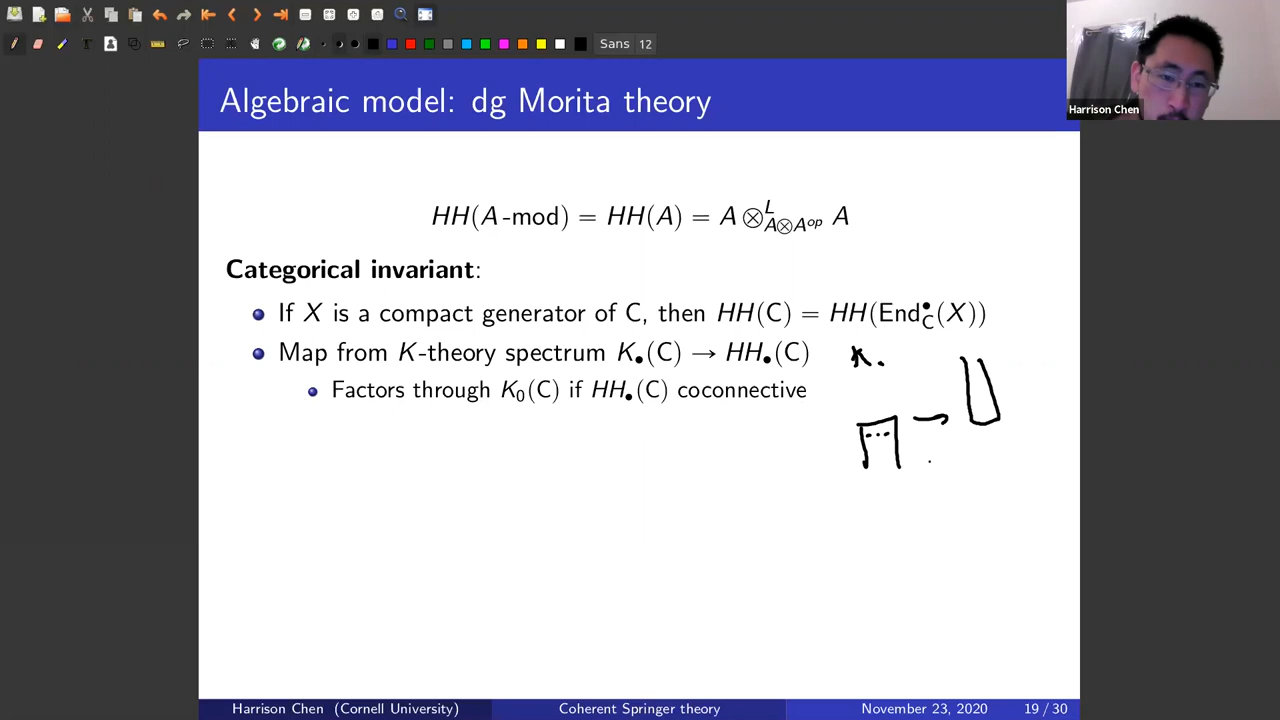 Sans 12
Harrison Chen
Algebraic model: dg Morita theory
HH(A-mod) = HH(A) = A ⊗^L_{A⊗A^{op}} A
Categorical invariant:
If X is a compact generator of C, then HH(C) = HH(End^•_C(X))
Map from K-theory spectrum K_•(C) → HH_•(C)
K.
Factors through K_0(C) if HH_•(C) coconnective
Harrison Chen (Cornell University) Coherent Springer theory November 23, 2020 19 / 30